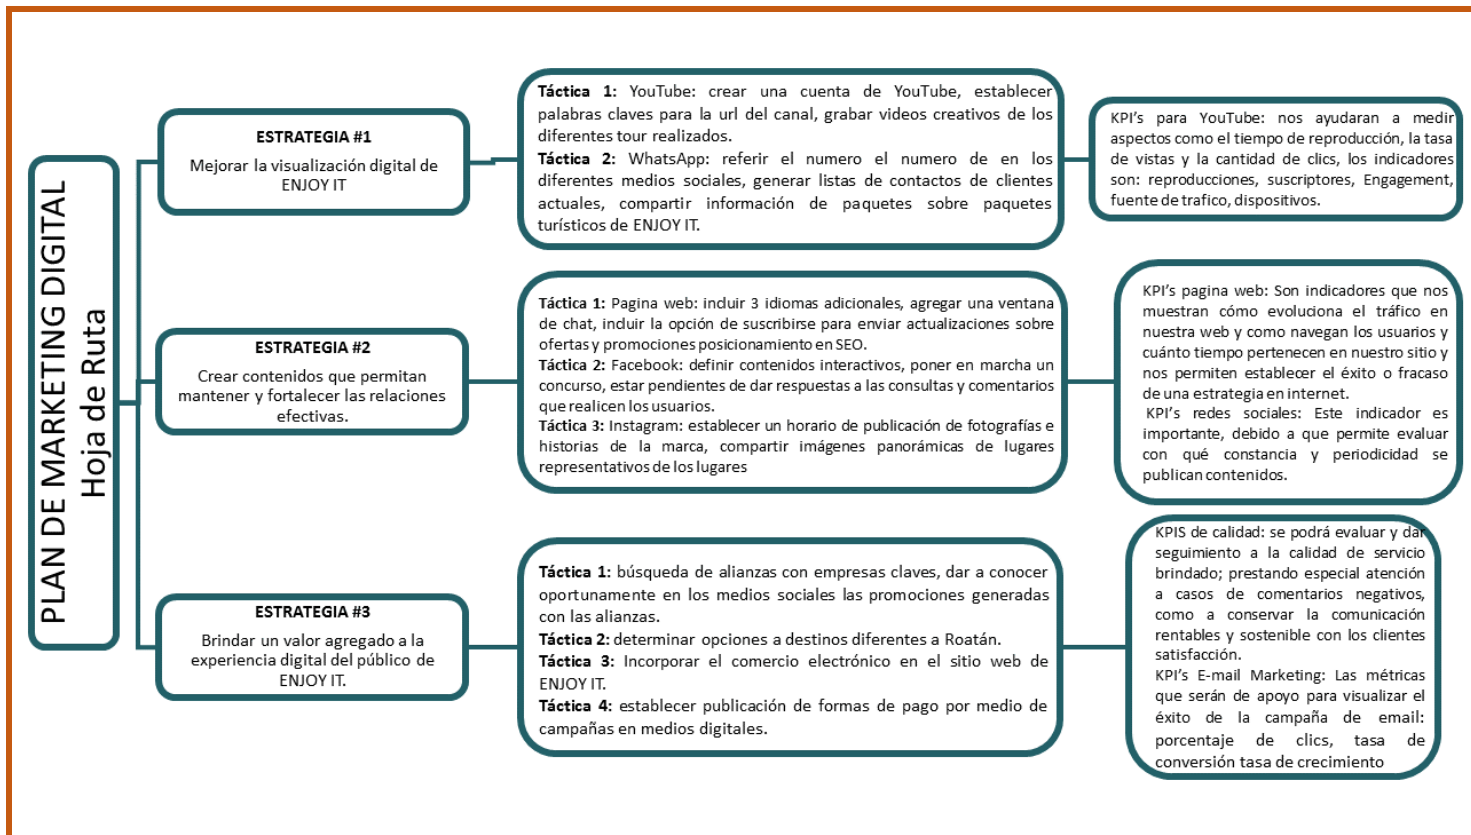 PLAN DE MARKETING DIGITAL
Hoja de Ruta
ESTRATEGIA #1
Mejorar la visualización digital de
ENJOY IT
Táctica 1: YouTube: crear una cuenta de YouTube, establecer
palabras claves para la url del canal, grabar videos creativos de los
diferentes tour realizados.
Táctica 2: WhatsApp: referir el numero el numero de en los
diferentes medios sociales, generar listas de contactos de clientes
actuales, compartir información de paquetes sobre paquetes
turísticos de ENJOY IT.
KPI's para YouTube: nos ayudaran a medir
aspectos como el tiempo de reproducción, la tasa
de vistas y la cantidad de clics, los indicadores
son: reproducciones, suscriptores, Engagement,
fuente de trafico, dispositivos.
ESTRATEGIA #2
Crear contenidos que permitan
mantener y fortalecer las relaciones
efectivas.
Táctica 1: Pagina web: incluir 3 idiomas adicionales, agregar una ventana
de chat, incluir la opción de suscribirse para enviar actualizaciones sobre
ofertas y promociones posicionamiento en SEO.
Táctica 2: Facebook: definir contenidos interactivos, poner en marcha un
concurso, estar pendientes de dar respuestas a las consultas y comentarios
que realicen los usuarios.
Táctica 3: Instagram: establecer un horario de publicación de fotografías e
historias de la marca, compartir imágenes panorámicas de lugares
representativos de los lugares
KPI's pagina web: Son indicadores que nos
muestran cómo evoluciona el tráfico en
nuestra web y como navegan los usuarios y
cuánto tiempo pertenecen en nuestro sitio y
nos permiten establecer el éxito o fracaso
de una estrategia en internet.
KPI's redes sociales: Este indicador es
importante, debido a que permite evaluar
con qué constancia y periodicidad se
publican contenidos.
ESTRATEGIA #3
Brindar un valor agregado a la
experiencia digital del público de
ENJOY IT.
Táctica 1: búsqueda de alianzas con empresas claves, dar a conocer
oportunamente en los medios sociales las promociones generadas
con las alianzas.
Táctica 2: determinar opciones a destinos diferentes a Roatán.
Táctica 3: Incorporar el comercio electrónico en el sitio web de
ENJOY IT.
Táctica 4: establecer publicación de formas de pago por medio de
campañas en medios digitales.
KPIS de calidad: se podrá evaluar y dar
seguimiento a la calidad de servicio
brindado; prestando especial atención
a casos de comentarios negativos,
como a conservar la comunicación
rentables y sostenible con los clientes
satisfacción.
KPI's E-mail Marketing: Las métricas
que serán de apoyo para visualizar el
éxito de la campaña de email:
porcentaje de clics, tasa de
conversión tasa de crecimiento